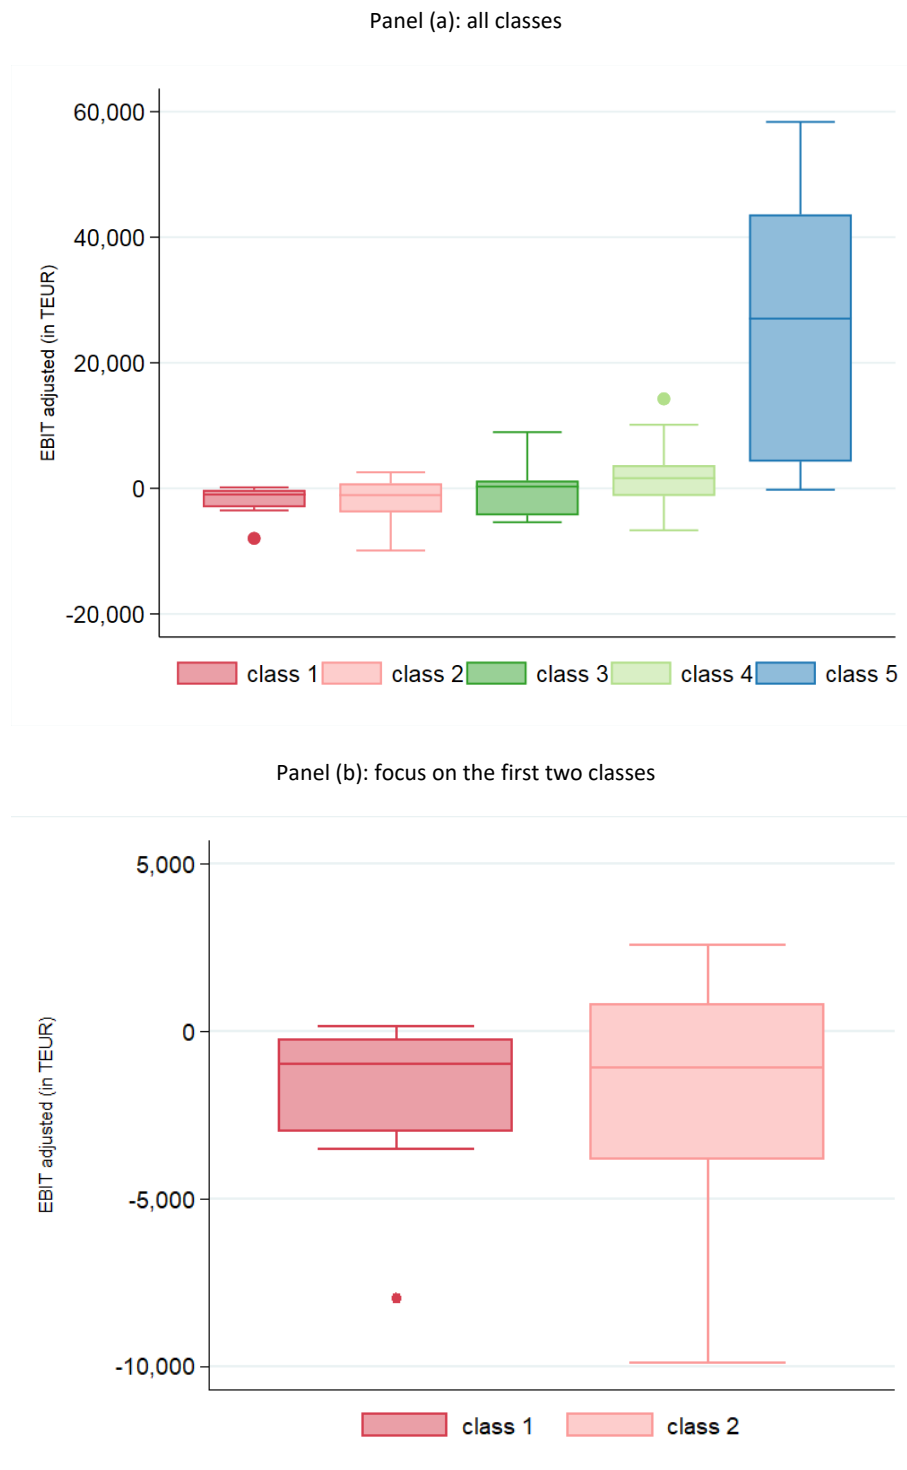 Panel (a): all classes
60,000
40,000
20,000
0
-20,000
EBIT adjusted (in TEUR)
class 1 class 2 class 3 class 4 class 5
Panel (b): focus on the first two classes
5,000
0
-5,000
-10,000
EBIT adjusted (in TEUR)
class 1 class 2